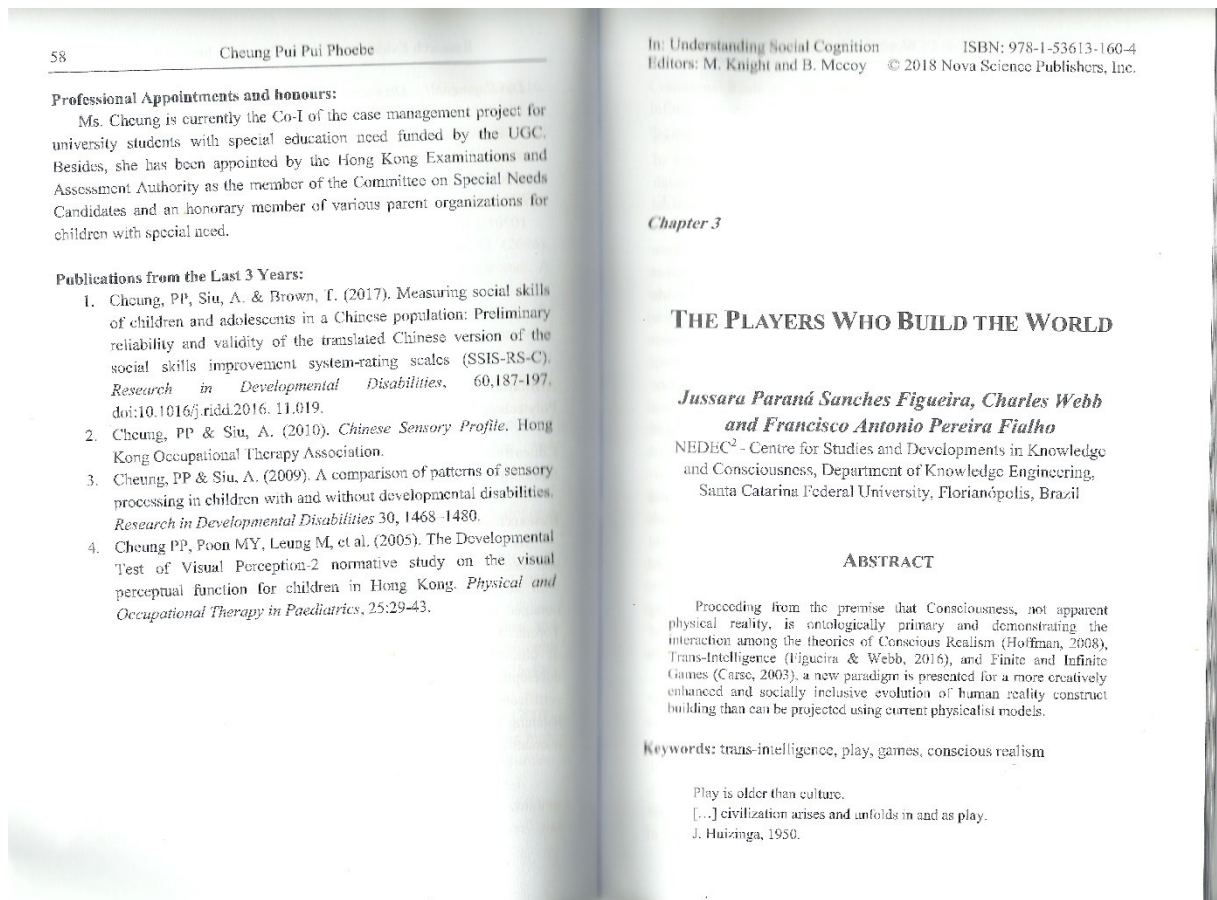 58
Cheung Pui Pui Phoebe
Professional Appointments and honours:
Ms. Cheung is currently the Co-I of the case management project for
university students with special education need funded by the UGC.
Besides, she has been appointed by the Hong Kong Examinations and
Assessment Authority as the member of the Committee on Special Needs
Candidates and an honorary member of various parent organizations for
children with special need.
Publications from the Last 3 Years:
1. Cheung, PP, Siu, A. & Brown, T. (2017). Measuring social skills
of children and adolescents in a Chinese population: Preliminary
reliability and validity of the translated Chinese version of the
social skills improvement system-rating scales (SSIS-RS-C).
Research in Developmental Disabilities, 60,187-197.
doi:10.1016/j.ridd.2016. 11.019.
2. Cheung, PP & Siu, A. (2010). Chinese Sensory Profile. Hong
Kong Occupational Therapy Association.
3. Cheung, PP & Siu, A. (2009). A comparison of patterns of sensory
processing in children with and without developmental disabilities.
Research in Developmental Disabilities 30, 1468 -1480.
4. Cheung PP, Poon MY, Leung M, et al. (2005). The Developmental
Test of Visual Perception-2 normative study on the visual
perceptual function for children in Hong Kong. Physical and
Occupational Therapy in Paediatrics, 25:29-43.
In: Understanding Social Cognition ISBN: 978-1-53613-160-4
Editors: M. Knight and B. Mccoy © 2018 Nova Science Publishers, Inc.
Chapter 3
THE PLAYERS WHO BUILD THE WORLD
Jussara Paraná Sanches Figueira, Charles Webb
and Francisco Antonio Pereira Fialho
NEDEC² - Centre for Studies and Developments in Knowledge
and Consciousness, Department of Knowledge Engineering,
Santa Catarina Federal University, Florianópolis, Brazil
ABSTRACT
Proceeding from the premise that Consciousness, not apparent
physical reality, is ontologically primary and demonstrating the
interaction among the theories of Conscious Realism (Hoffman, 2008),
Trans-Intelligence (Figueira & Webb, 2016), and Finite and Infinite
Games (Carse, 2003), a new paradigm is presented for a more creatively
enhanced and socially inclusive evolution of human reality construct
building than can be projected using current physicalist models.
Keywords: trans-intelligence, play, games, conscious realism
Play is older than culture.
[...] civilization arises and unfolds in and as play.
J. Huizinga, 1950.